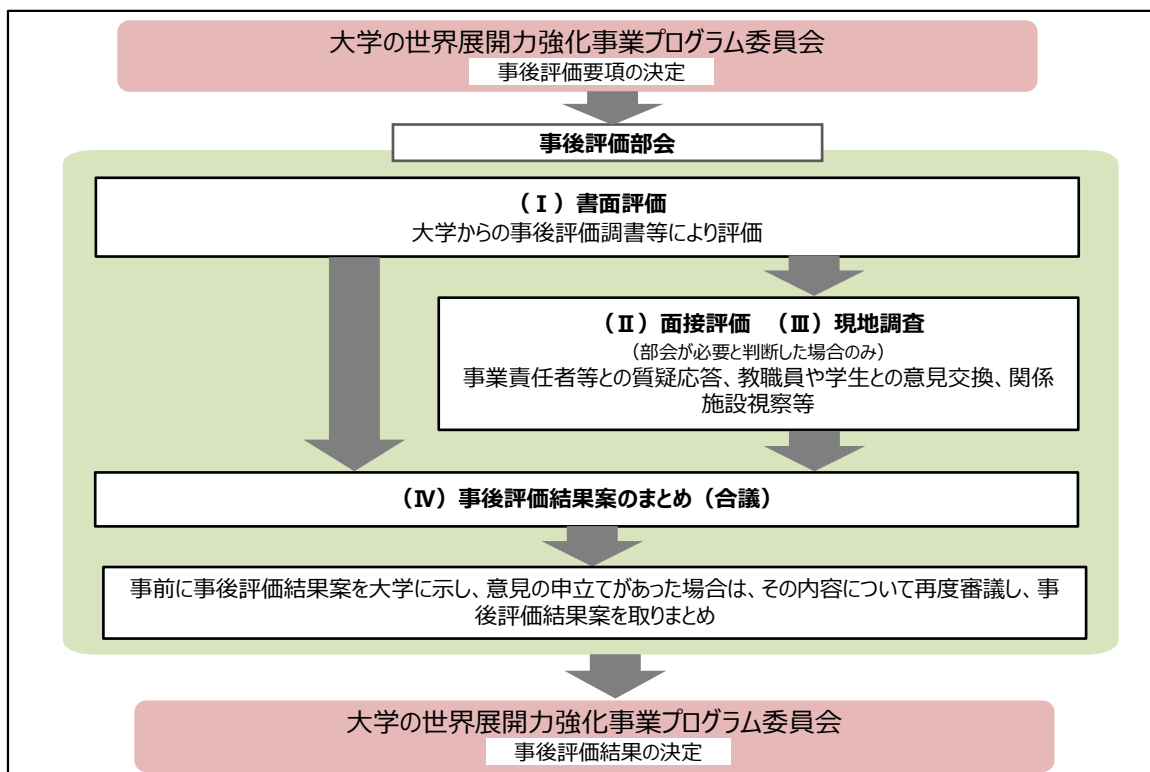 大学の世界展開力強化事業プログラム委員会
事後評価要項の決定
事後評価部会
（Ⅰ）書面評価
大学からの事後評価調書等により評価
（Ⅱ）面接評価　（Ⅲ）現地調査
（部会が必要と判断した場合のみ）
事業責任者等との質疑応答、教職員や学生との意見交換、関係
施設視察等
（Ⅳ）事後評価結果案のまとめ（合議）
事前に事後評価結果案を大学に示し、意見の申立てがあった場合は、その内容について再度審議し、事
後評価結果案を取りまとめ
大学の世界展開力強化事業プログラム委員会
事後評価結果の決定